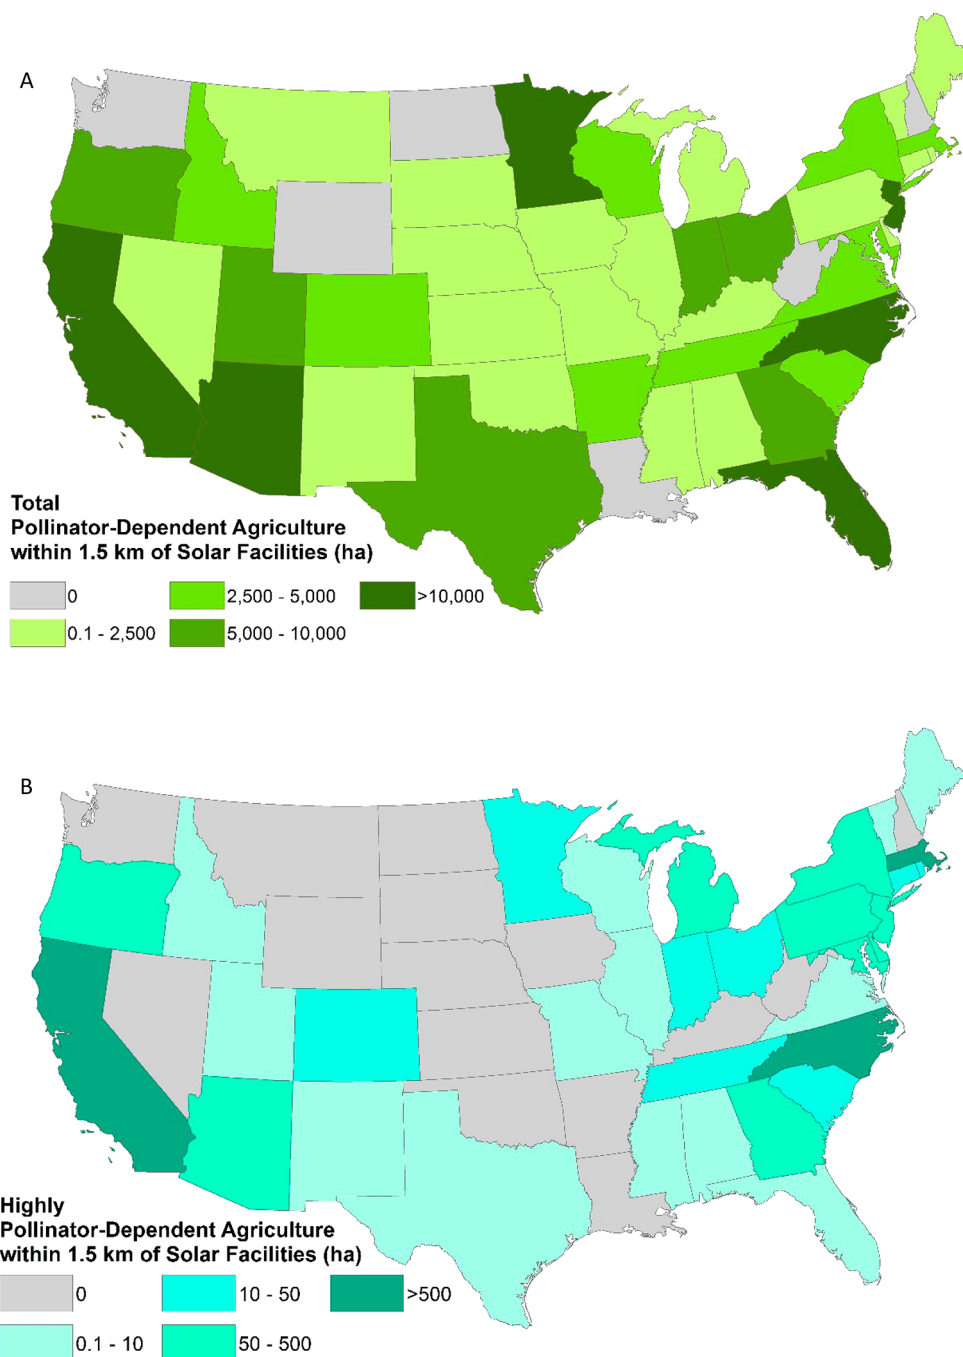 A
Total
Pollinator-Dependent Agriculture
within 1.5 km of Solar Facilities (ha)
0
2,500 - 5,000
>10,000
0.1 - 2,500
5,000 - 10,000
B
Highly
Pollinator-Dependent Agriculture
within 1.5 km of Solar Facilities (ha)
0
10 - 50
>500
0.1 - 10
50 - 500